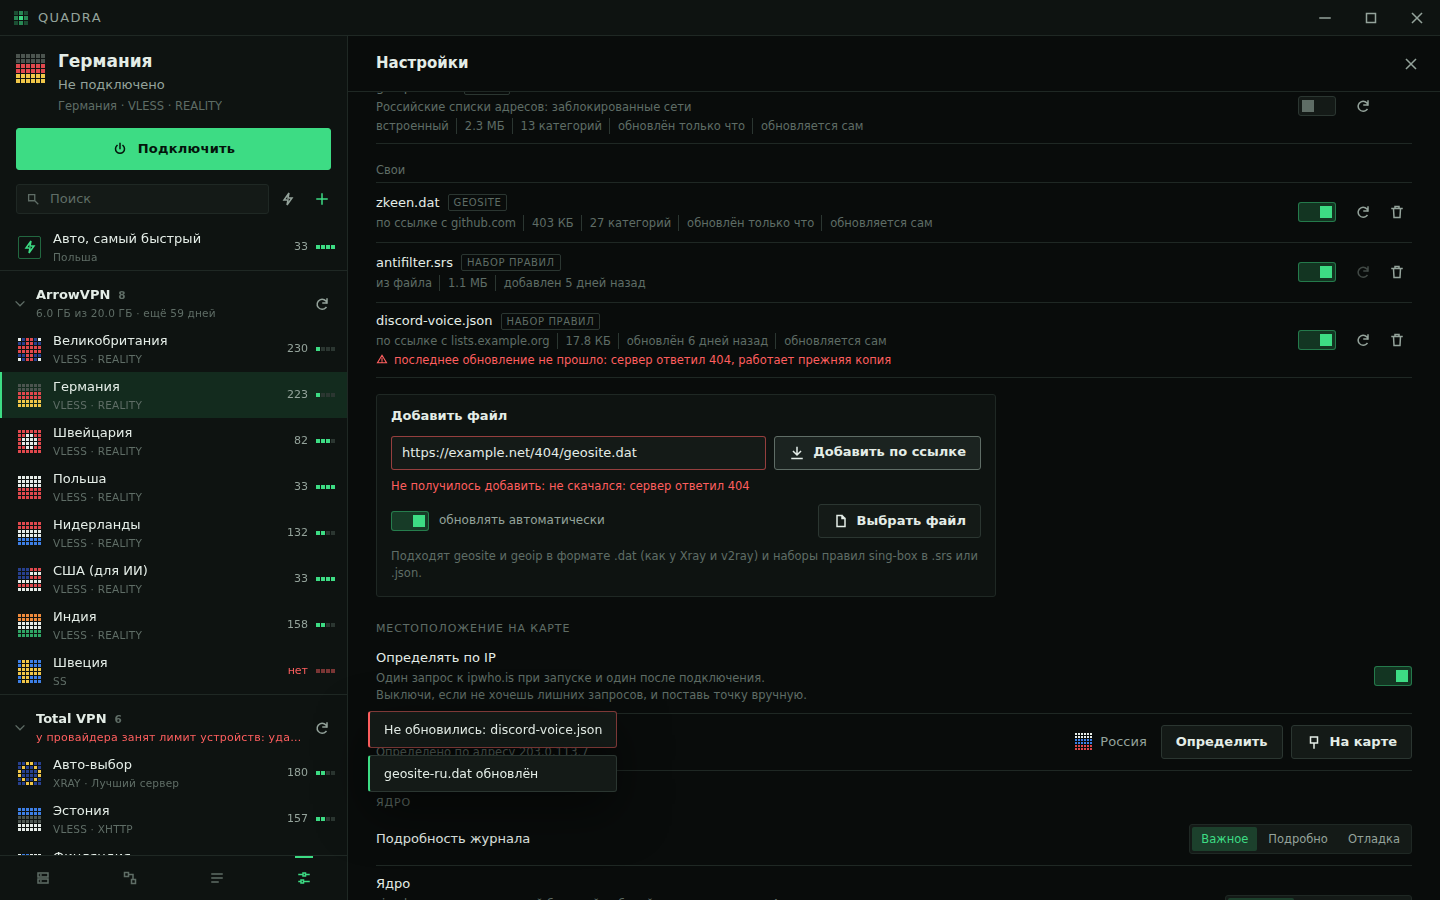 QUADRA
Германия
Не подключено
Германия · VLESS · REALITY
Подключить
Поиск
Авто, самый быстрый
Польша
33
ArrowVPN 8
6.0 ГБ из 20.0 ГБ · ещё 59 дней
Великобритания
VLESS · REALITY
230
Германия
VLESS · REALITY
223
Швейцария
VLESS · REALITY
82
Польша
VLESS · REALITY
33
Нидерланды
VLESS · REALITY
132
США (для ИИ)
VLESS · REALITY
33
Индия
VLESS · REALITY
158
Швеция
SS
нет
Total VPN 6
у провайдера занят лимит устройств: уда...
Авто-выбор
XRAY · Лучший сервер
180
Эстония
VLESS · XHTTP
157
Настройки
Российские списки адресов: заблокированные сети
встроенный 2.3 МБ 13 категорий обновлён только что обновляется сам
Свои
zkeen.dat GEOSITE
по ссылке с github.com 403 КБ 27 категорий обновлён только что обновляется сам
antifilter.srs НАБОР ПРАВИЛ
из файла 1.1 МБ добавлен 5 дней назад
discord-voice.json НАБОР ПРАВИЛ
по ссылке с lists.example.org 17.8 КБ обновлён 6 дней назад обновляется сам
последнее обновление не прошло: сервер ответил 404, работает прежняя копия
Добавить файл
https://example.net/404/geosite.dat
Добавить по ссылке
Не получилось добавить: не скачался: сервер ответил 404
обновлять автоматически
Выбрать файл
Подходят geosite и geoip в формате .dat (как у Xray и v2ray) и наборы правил sing-box в .srs или
.json.
МЕСТОПОЛОЖЕНИЕ НА КАРТЕ
Определять по IP
Один запрос к ipwho.is при запуске и один после подключения.
Выключи, если не хочешь лишних запросов, и поставь точку вручную.
Не обновились: discord-voice.json
Определено по адресу 203.0.113.7
Россия
Определить
На карте
geosite-ru.dat обновлён
ЯДРО
Подробность журнала
Важное
Подробно
Отладка
Ядро